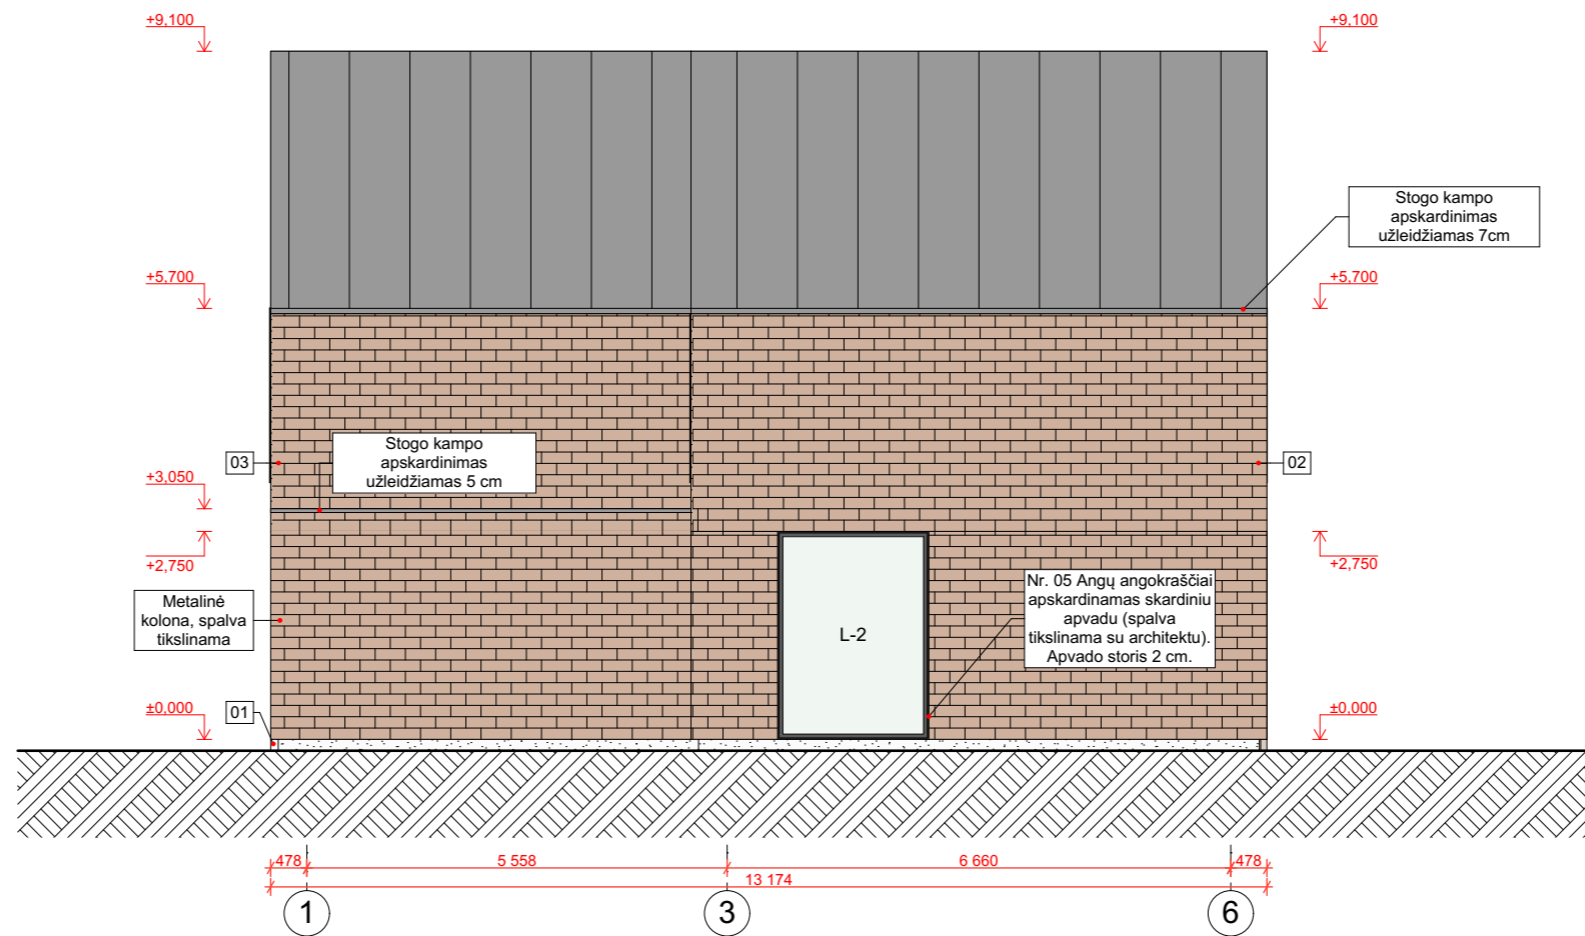 +9,100
+9,100
Stogo kampo
apskardinimas
užleidžiamas 7cm
+5,700
+5,700
Stogo kampo
apskardinimas
užleidžiamas 5 cm
03
02
+3,050
+2,750
+2,750
Metalinė
kolona, spalva
tikslinama
Nr. 05 Angų angokraščiai
apskardinamas skardiniu
apvadu (spalva
tikslinama su architektu).
Apvado storis 2 cm.
L-2
±0,000
01
±0,000
478
5 558
6 660
478
13 174
1
3
6